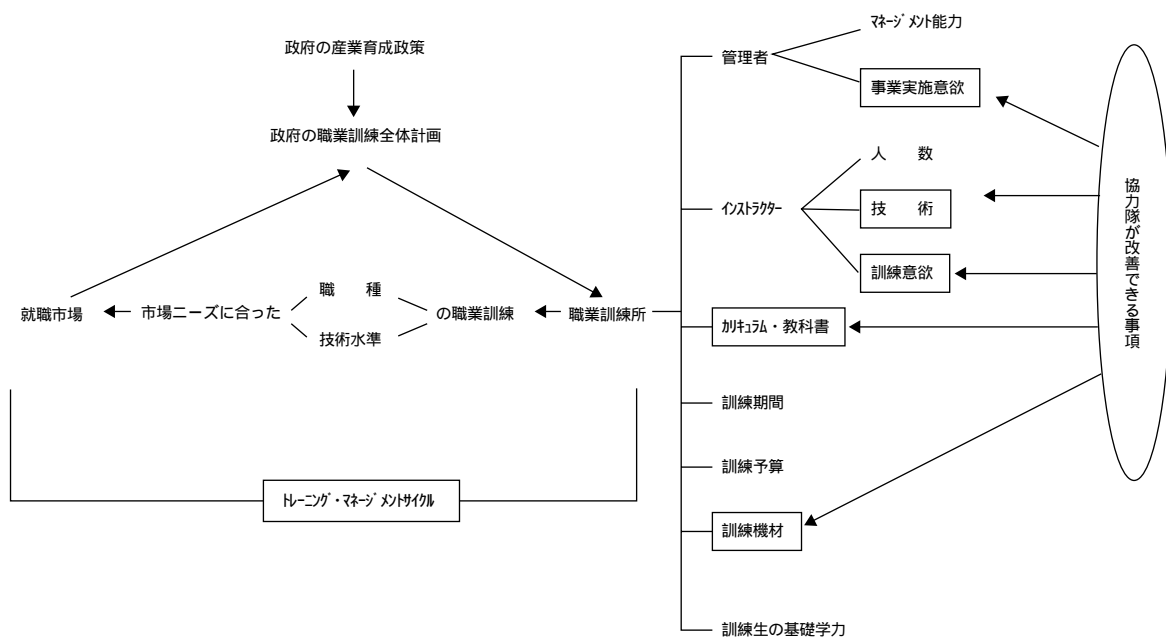 政府の産業育成政策
政府の職業訓練全体計画
就職市場
市場ニーズに合った
職　種
技術水準
の職業訓練
職業訓練所
トレーニング・マネージメントサイクル
管理者
マネージメント能力
事業実施意欲
インストラクター
人　数
技　術
訓練意欲
カリキュラム・教科書
訓練期間
訓練予算
訓練機材
訓練生の基礎学力
協力隊が改善できる事項